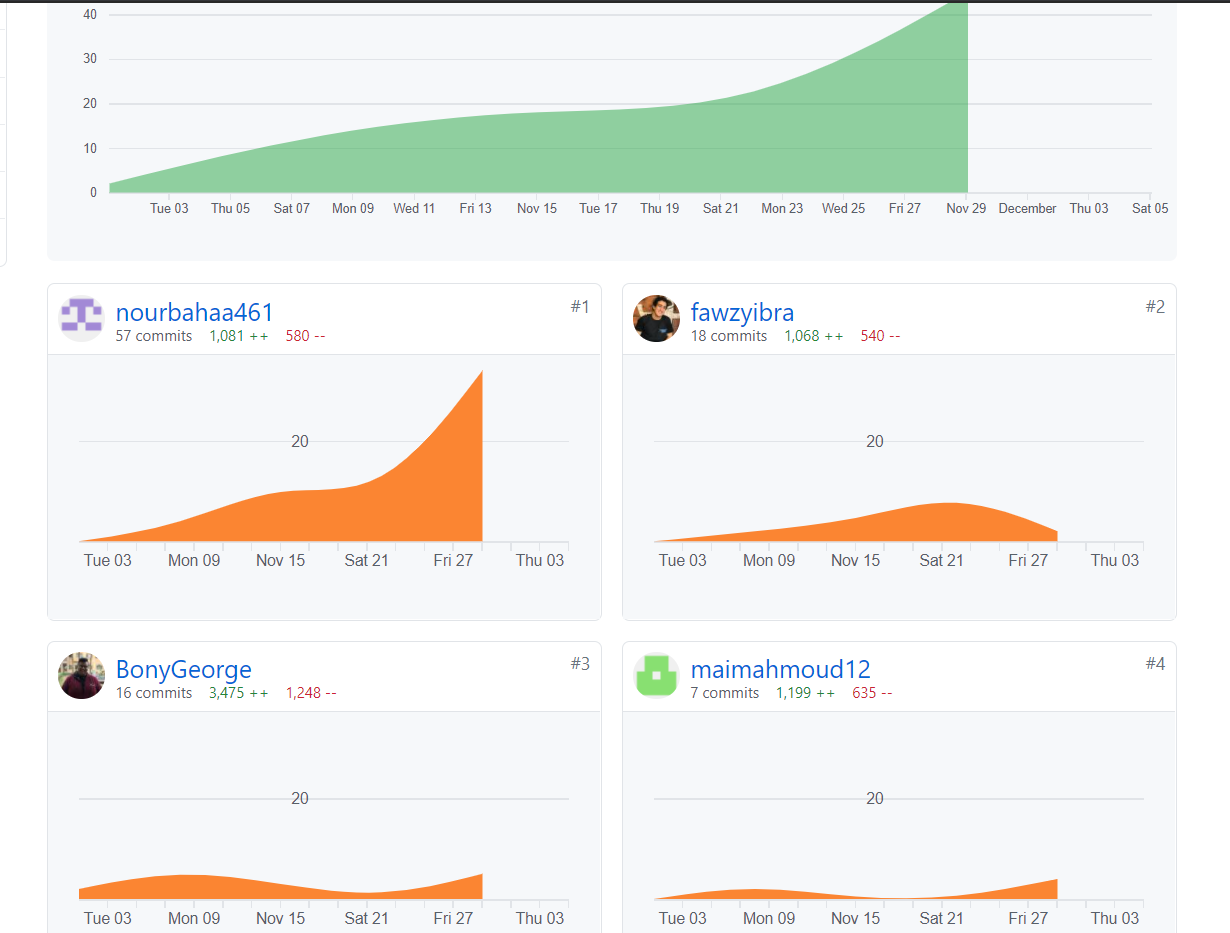 40
30
20
10
0
Tue 03 Thu 05 Sat 07 Mon 09 Wed 11 Fri 13 Nov 15 Tue 17 Thu 19 Sat 21 Mon 23 Wed 25 Fri 27 Nov 29 December Thu 03 Sat 05
nourbahaa461 #1
57 commits 1,081 ++ 580 --
20
Tue 03 Mon 09 Nov 15 Sat 21 Fri 27 Thu 03
fawzyibra #2
18 commits 1,068 ++ 540 --
20
Tue 03 Mon 09 Nov 15 Sat 21 Fri 27 Thu 03
BonyGeorge #3
16 commits 3,475 ++ 1,248 --
20
Tue 03 Mon 09 Nov 15 Sat 21 Fri 27 Thu 03
maimahmoud12 #4
7 commits 1,199 ++ 635 --
20
Tue 03 Mon 09 Nov 15 Sat 21 Fri 27 Thu 03